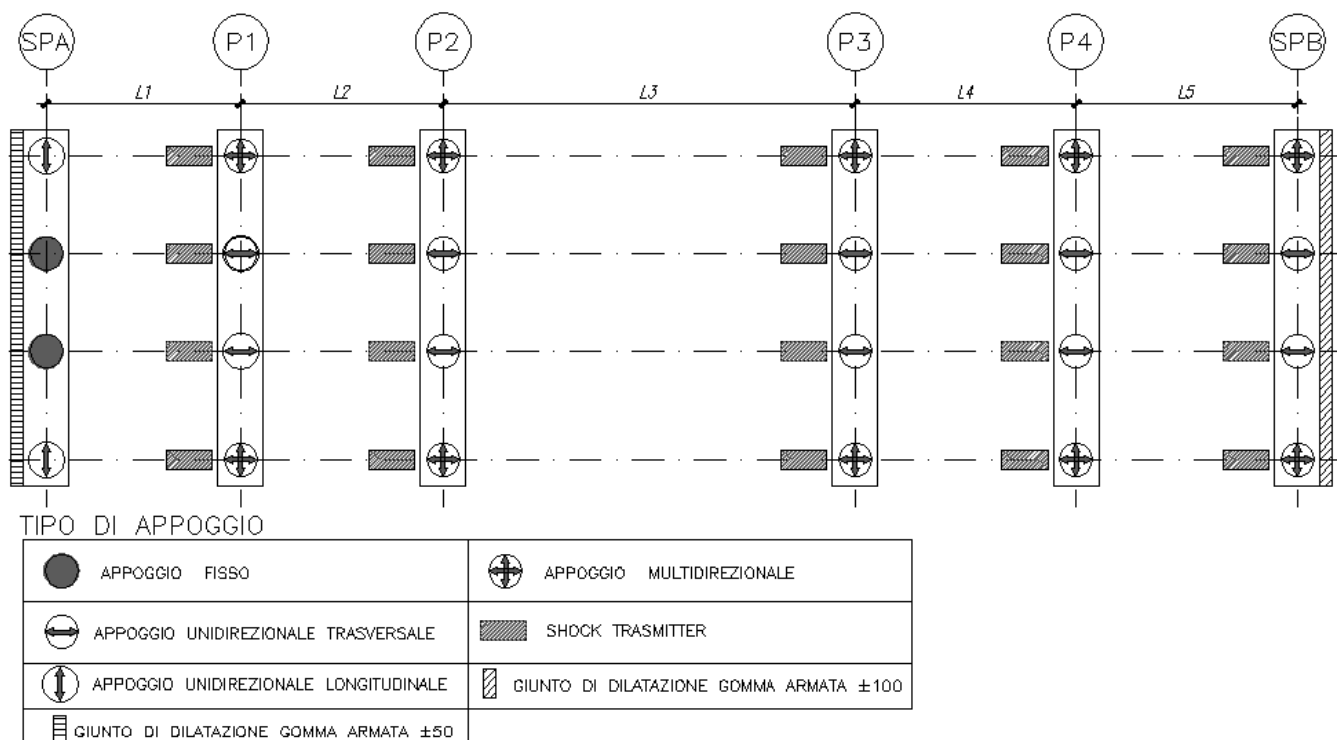 SPA P1 P2 P3 P4 SPB
L1 L2 L3 L4 L5
TIPO DI APPOGGIO
APPOGGIO FISSO
APPOGGIO MULTIDIREZIONALE
APPOGGIO UNIDIREZIONALE TRASVERSALE
SHOCK TRASMITTER
APPOGGIO UNIDIREZIONALE LONGITUDINALE
GIUNTO DI DILATAZIONE GOMMA ARMATA ±100
GIUNTO DI DILATAZIONE GOMMA ARMATA ±50